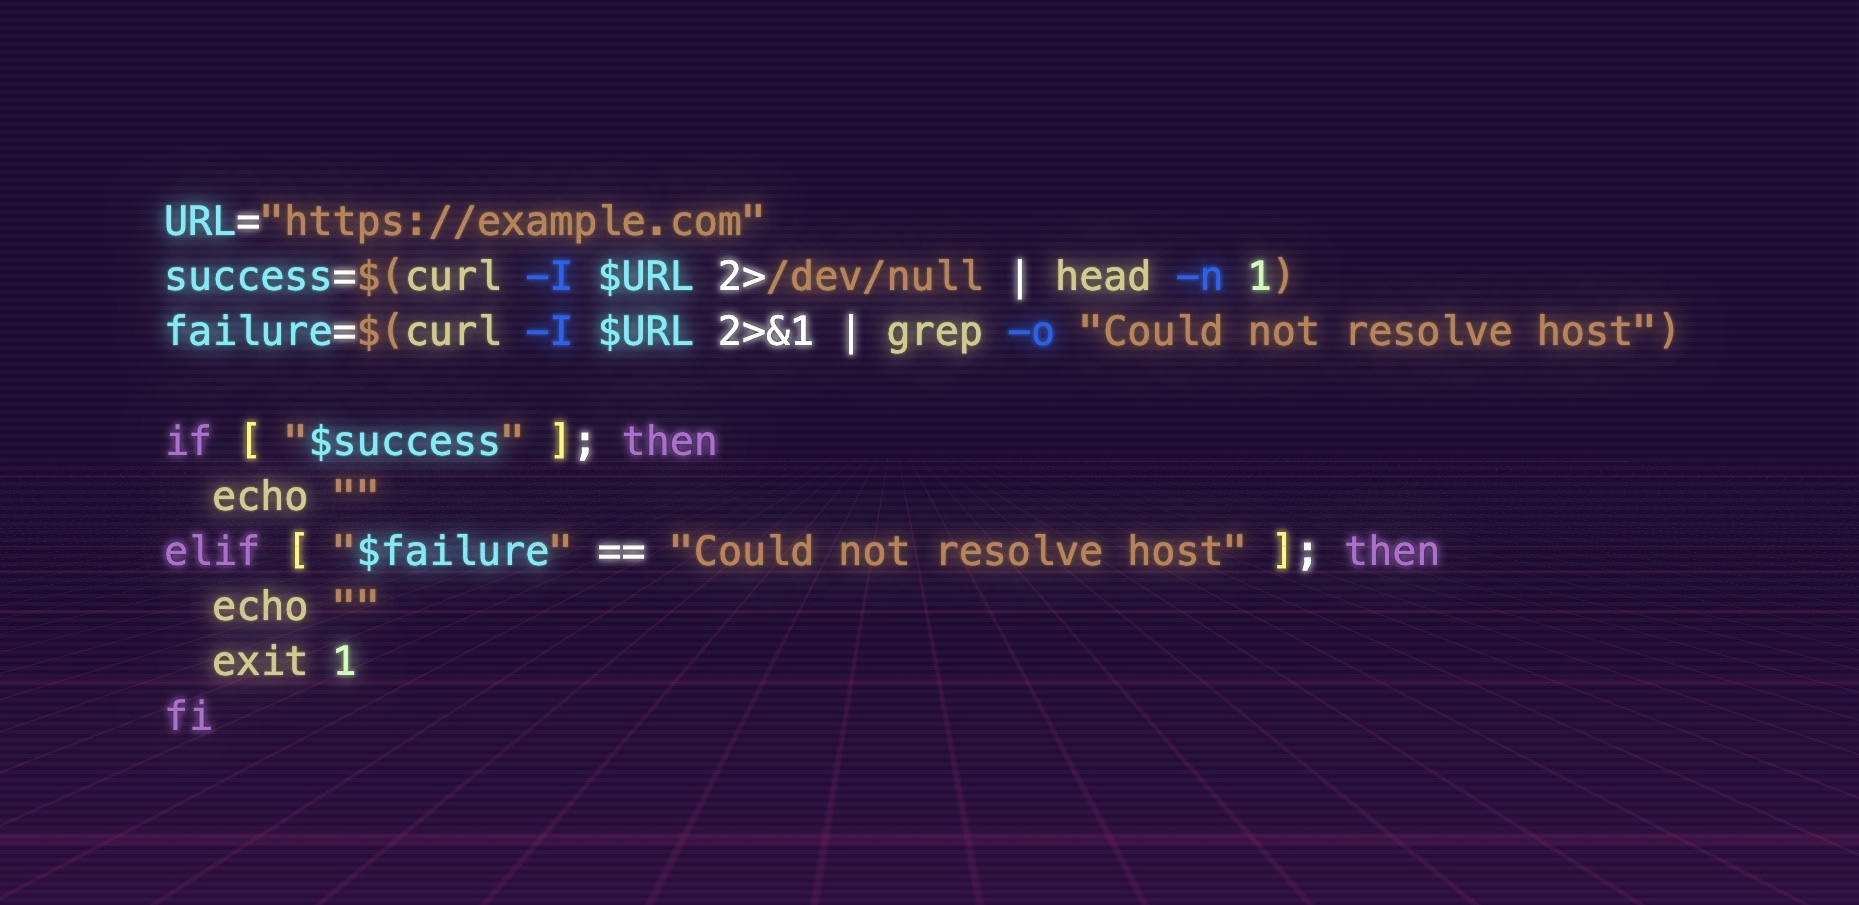 URL="https://example.com"
success=$(curl -I $URL 2>/dev/null | head -n 1)
failure=$(curl -I $URL 2>&1 | grep -o "Could not resolve host")
if [ "$success" ]; then
  echo ""
elif [ "$failure" == "Could not resolve host" ]; then
  echo ""
  exit 1
fi